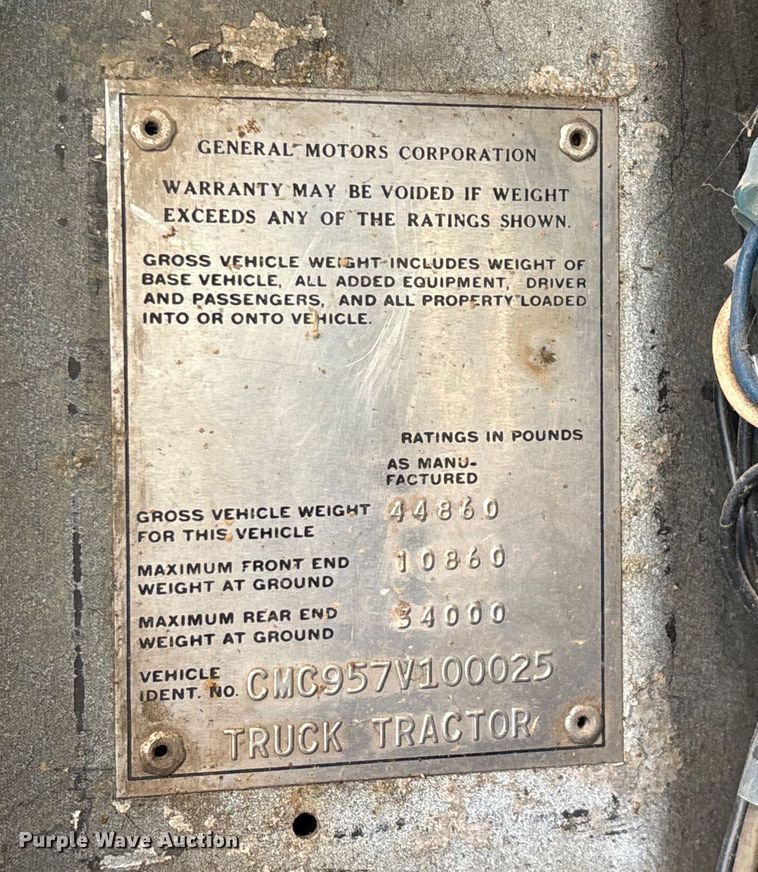 GENERAL MOTORS CORPORATION
WARRANTY MAY BE VOIDED IF WEIGHT
EXCEEDS ANY OF THE RATINGS SHOWN.
GROSS VEHICLE WEIGHT INCLUDES WEIGHT OF
BASE VEHICLE, ALL ADDED EQUIPMENT, DRIVER
AND PASSENGERS, AND ALL PROPERTY LOADED
INTO OR ONTO VEHICLE.
RATINGS IN POUNDS
AS MANU-
FACTURED
GROSS VEHICLE WEIGHT 44860
FOR THIS VEHICLE
MAXIMUM FRONT END 10860
WEIGHT AT GROUND
MAXIMUM REAR END 34000
WEIGHT AT GROUND
VEHICLE
IDENT. NO. CMC957V100025
TRUCK TRACTOR
Purple Wave Auction